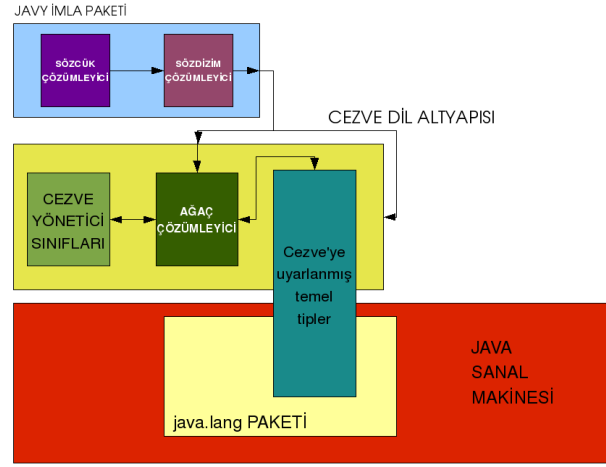 JAVY İMLA PAKETİ
SÖZCÜK
ÇÖZÜMLEYİCİ
SÖZDİZİM
ÇÖZÜMLEYİCİ
CEZVE DİL ALTYAPISI
CEZVE
YÖNETİCİ
SINIFLARI
AĞAÇ
ÇÖZÜMLEYİCİ
Cezve'ye
uyarlanmış
temel
tipler
JAVA
SANAL
MAKİNESİ
java.lang PAKETİ